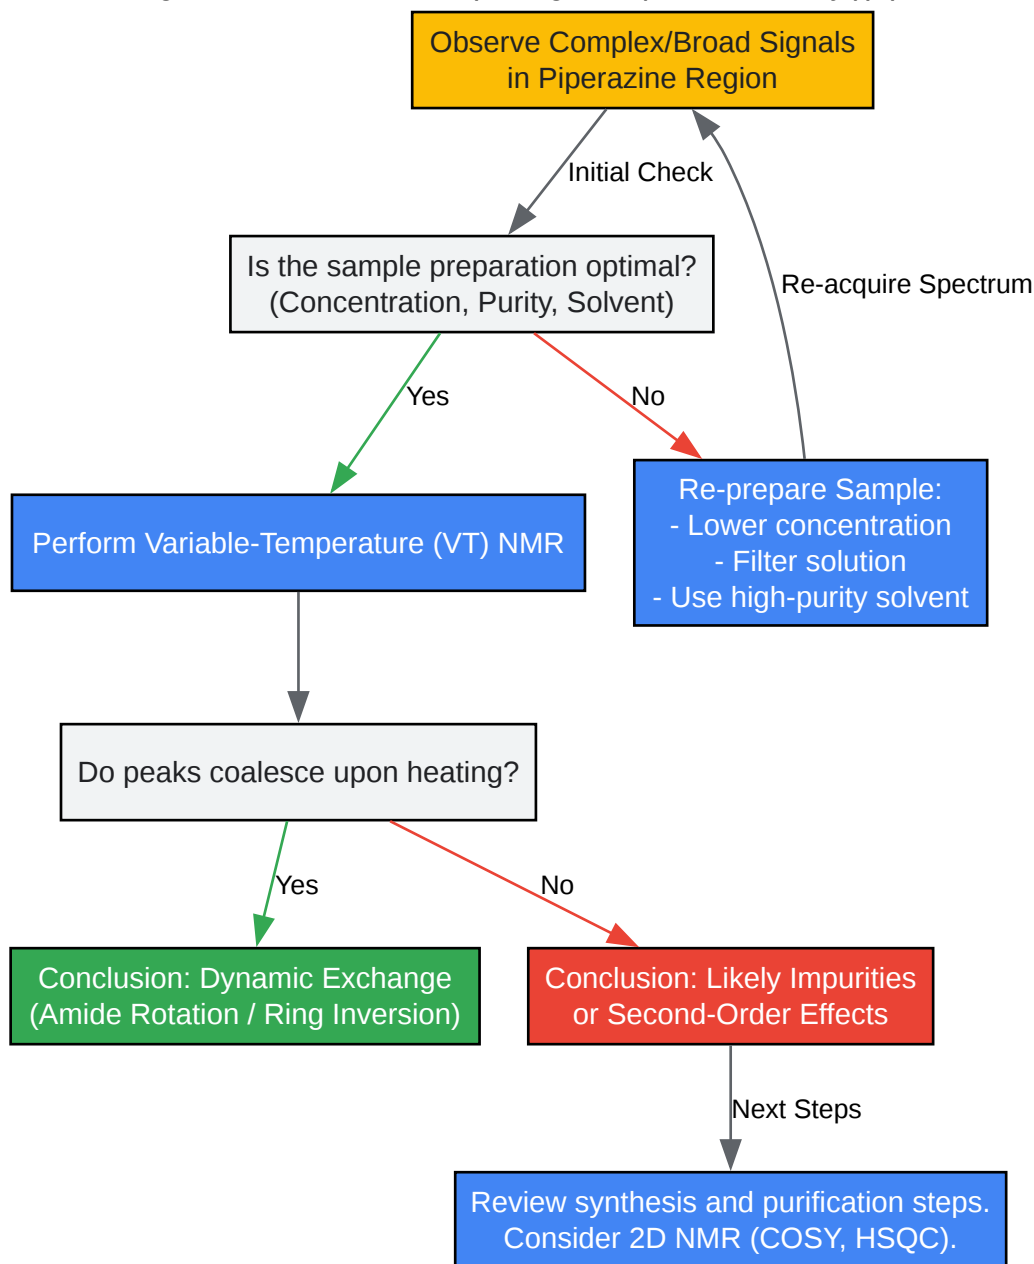 Observe Complex/Broad Signals
in Piperazine Region
Initial Check
Is the sample preparation optimal?
(Concentration, Purity, Solvent)
Re-acquire Spectrum
Yes
No
Re-prepare Sample:
- Lower concentration
- Filter solution
- Use high-purity solvent
Perform Variable-Temperature (VT) NMR
Do peaks coalesce upon heating?
Yes
No
Conclusion: Dynamic Exchange
(Amide Rotation / Ring Inversion)
Conclusion: Likely Impurities
or Second-Order Effects
Next Steps
Review synthesis and purification steps.
Consider 2D NMR (COSY, HSQC).